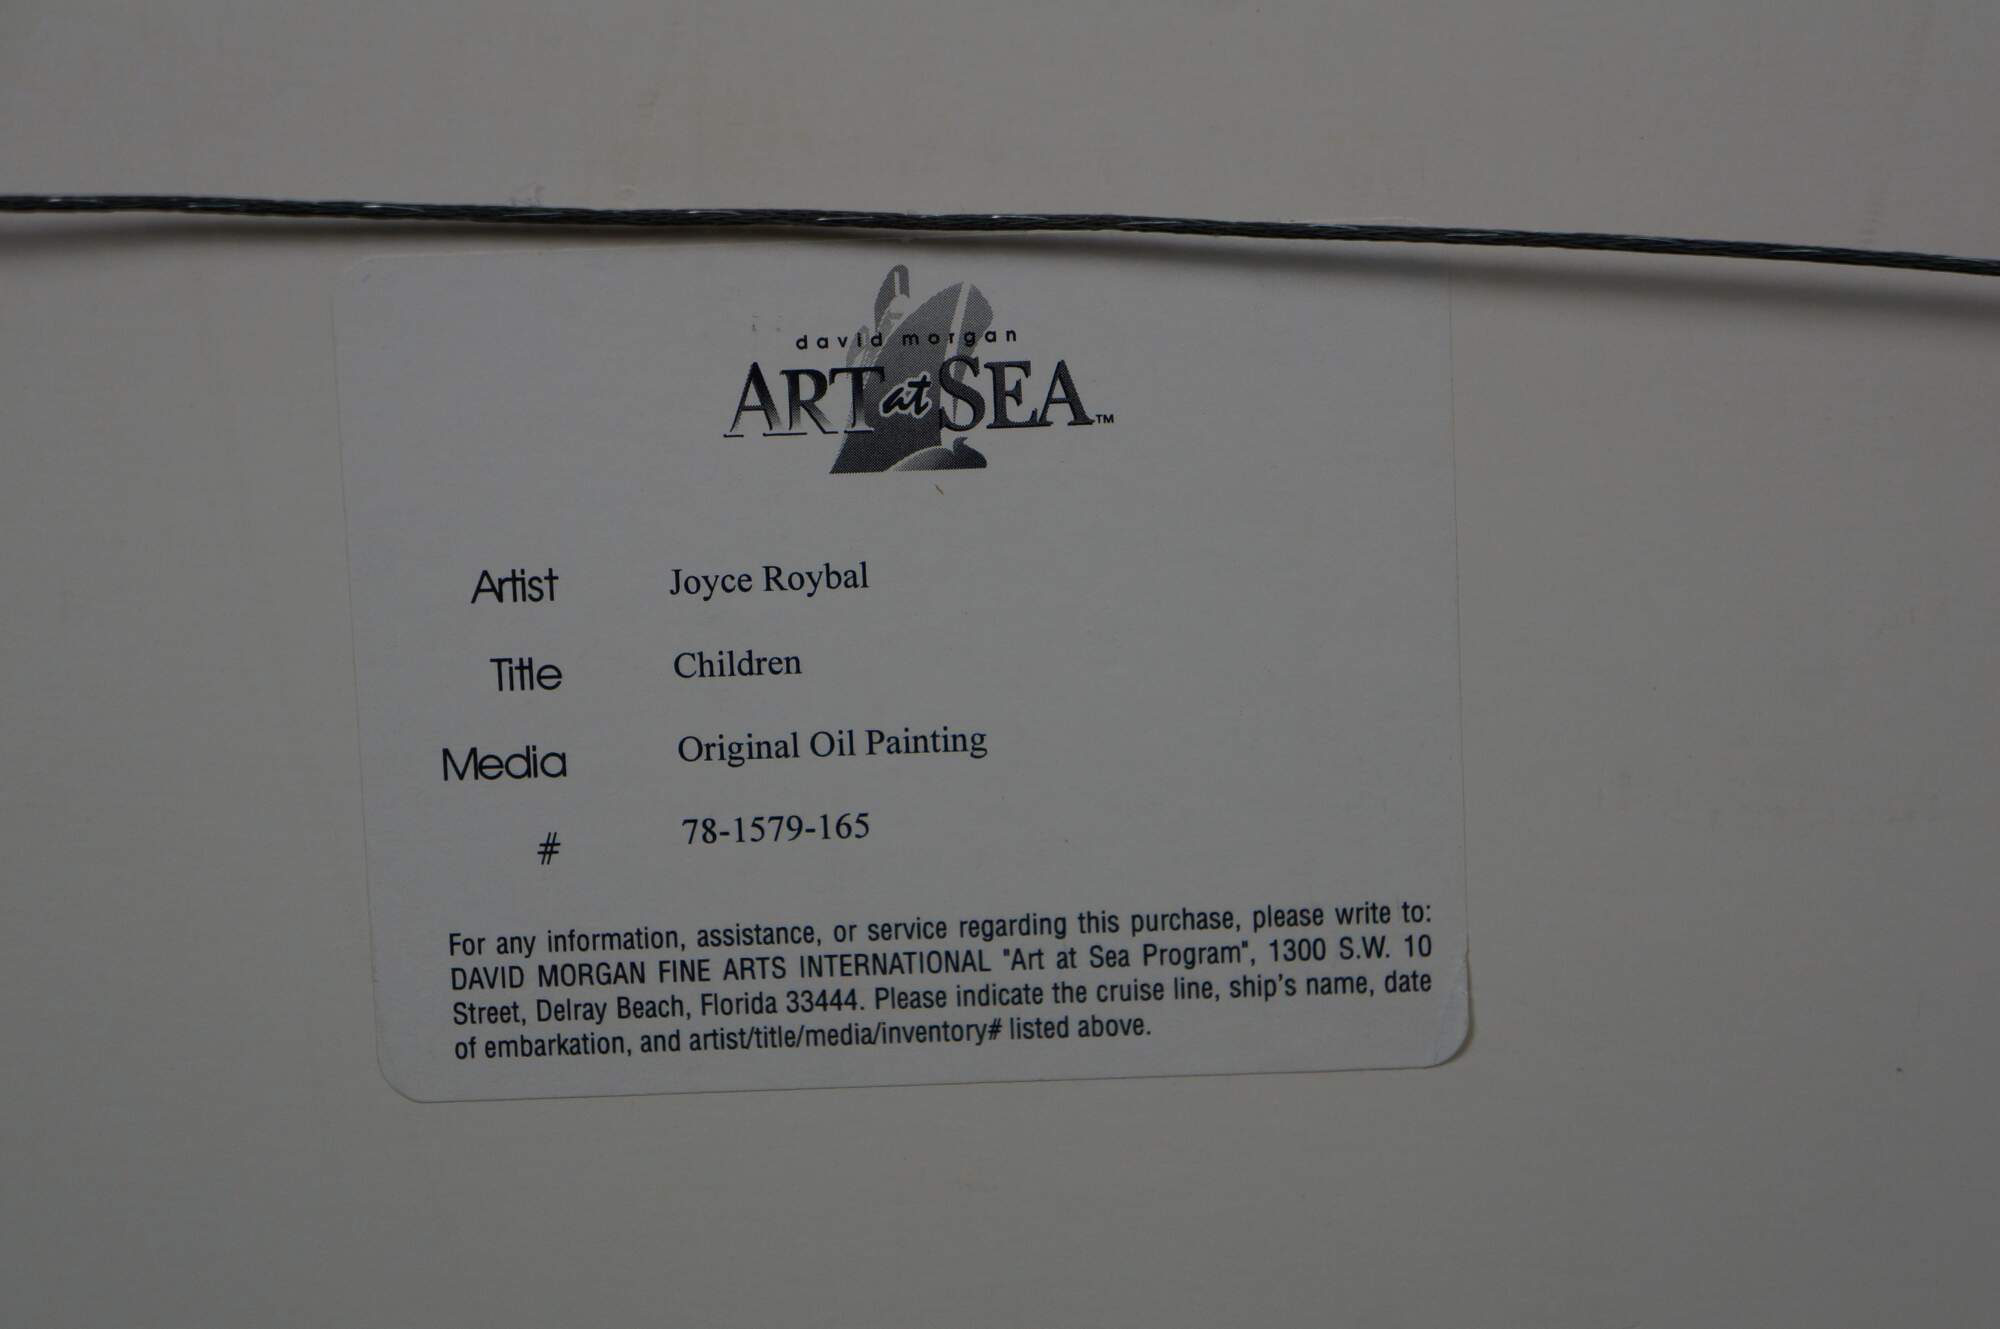 david morgan
ART at SEA™
Artist Joyce Roybal
Title Children
Media Original Oil Painting
# 78-1579-165
For any information, assistance, or service regarding this purchase, please write to:
DAVID MORGAN FINE ARTS INTERNATIONAL "Art at Sea Program", 1300 S.W. 10
Street, Delray Beach, Florida 33444. Please indicate the cruise line, ship's name, date
of embarkation, and artist/title/media/inventory# listed above.